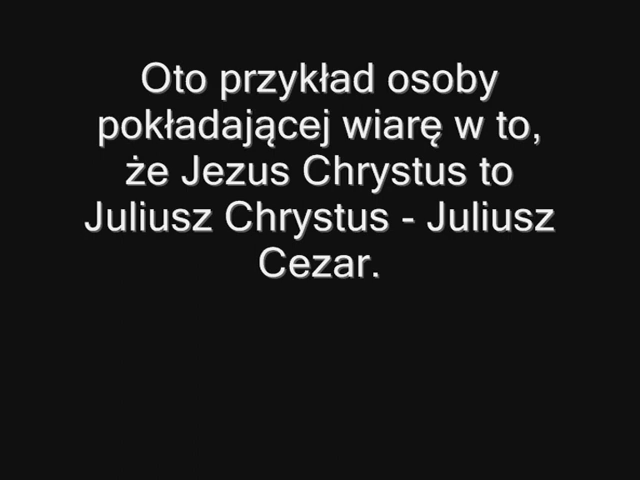 Oto przykład osoby
pokładającej wiarę w to,
że Jezus Chrystus to
Juliusz Chrystus - Juliusz
Cezar.